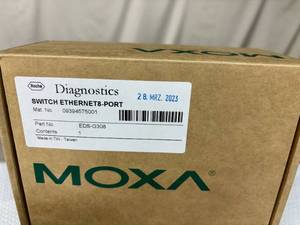 Roche
Diagnostics
28. MRZ. 2023
SWITCH ETHERNET8-PORT
Mat. No 09394575001
Part No EDS-G308
Contents 1
Made in TW - Taiwan
MOXA